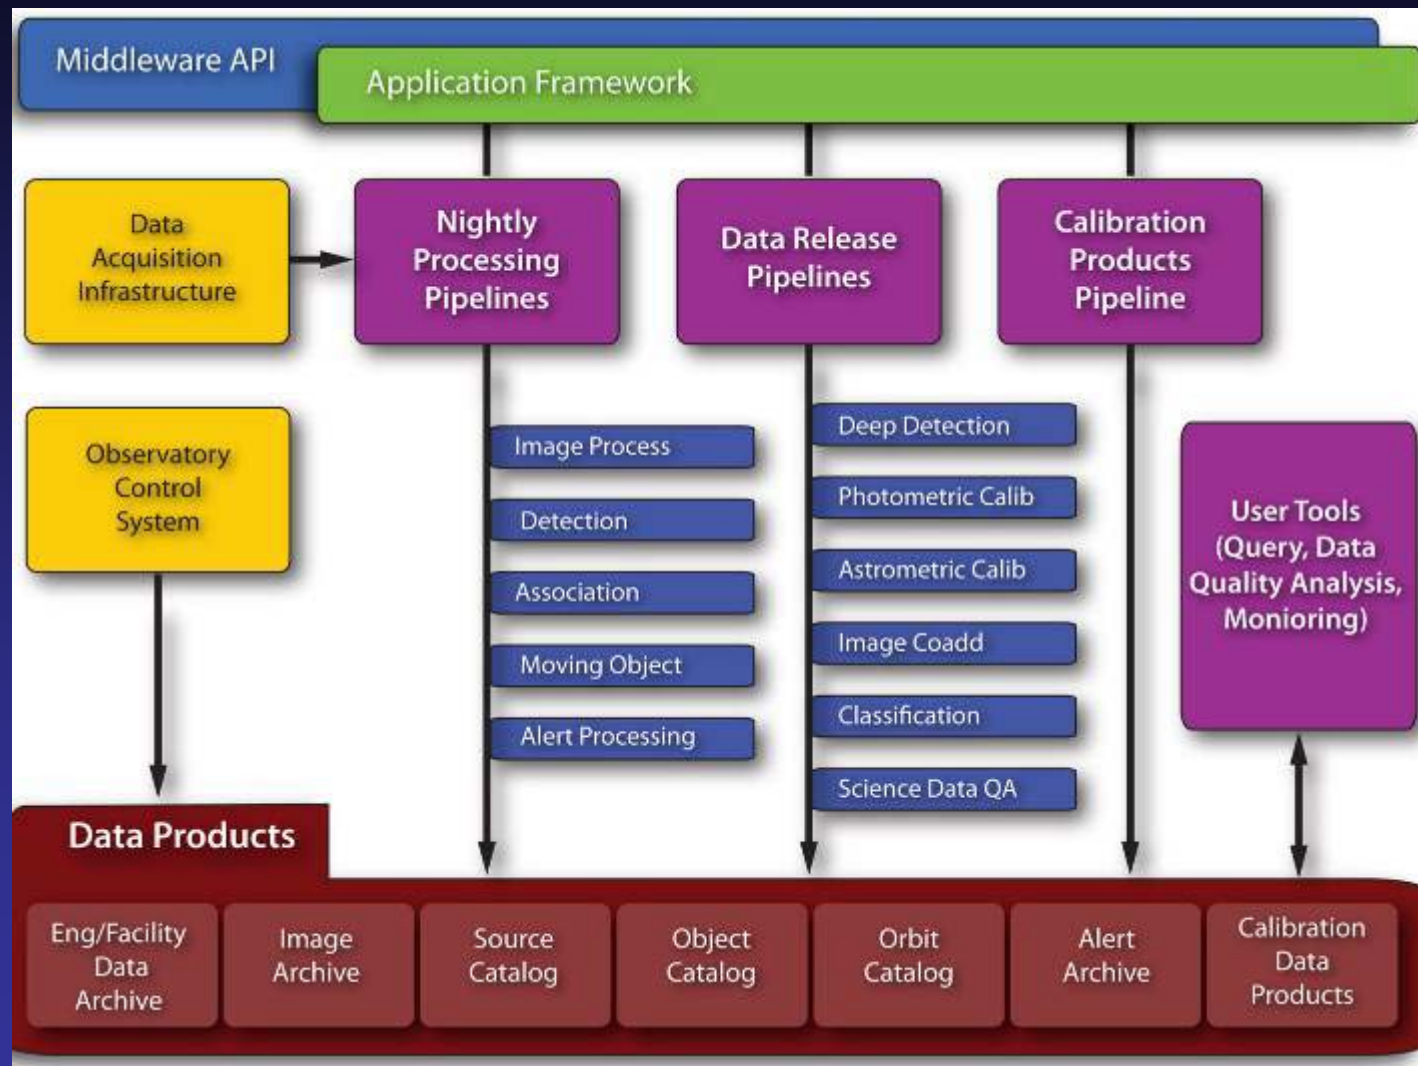 Middleware API
Application Framework
Data
Acquisition
Infrastructure
Nightly
Processing
Pipelines
Data Release
Pipelines
Calibration
Products
Pipeline
Observatory
Control
System
Image Process
Detection
Association
Moving Object
Alert Processing
Deep Detection
Photometric Calib
Astrometric Calib
Image Coadd
Classification
Science Data QA
User Tools
(Query, Data
Quality Analysis,
Monioring)
Data Products
Eng/Facility
Data
Archive
Image
Archive
Source
Catalog
Object
Catalog
Orbit
Catalog
Alert
Archive
Calibration
Data
Products